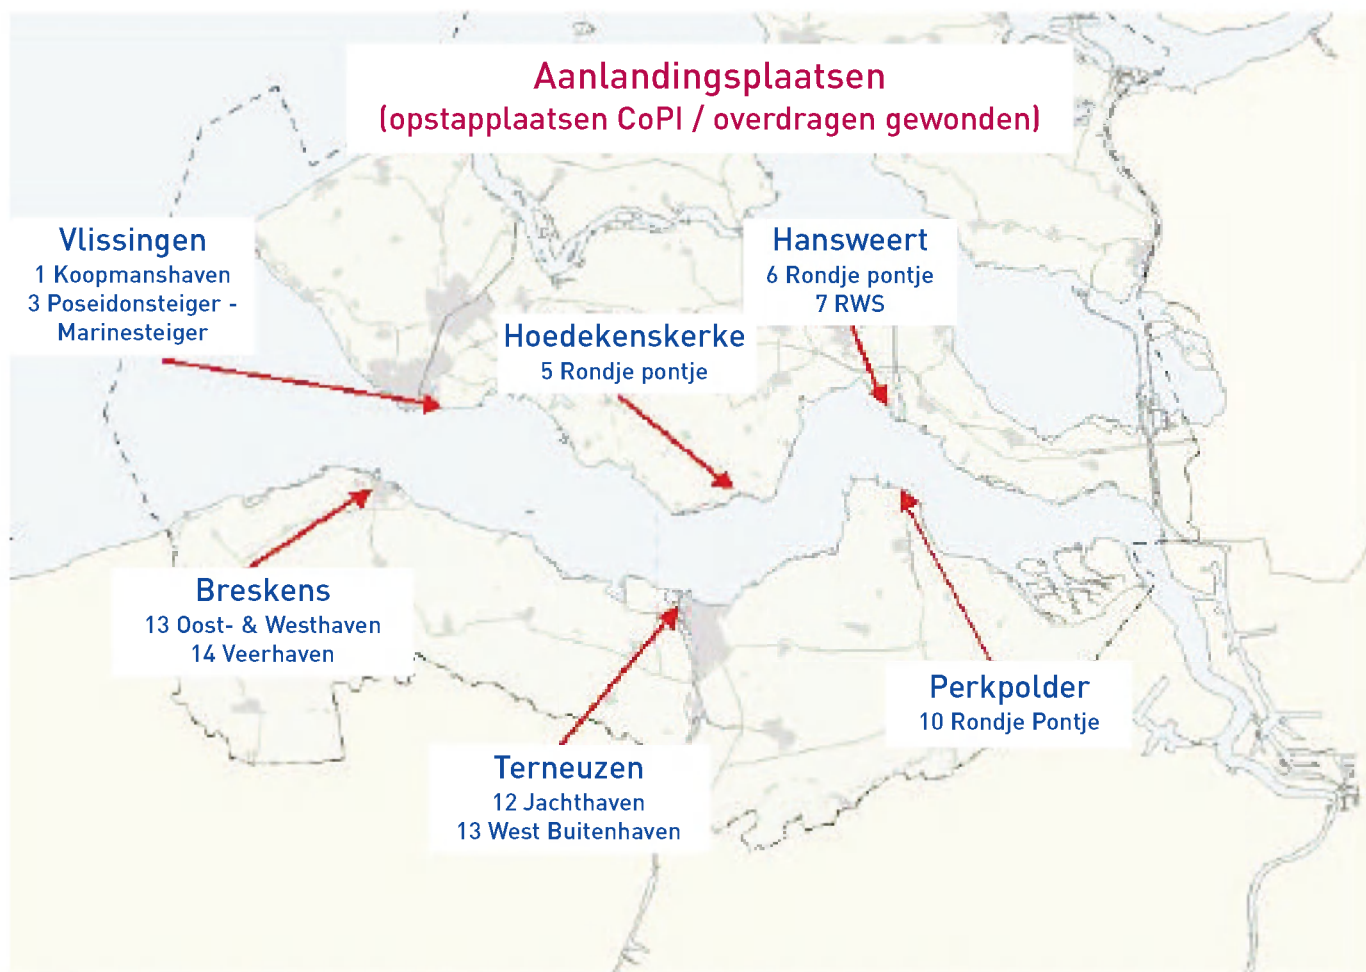 Aanlandingsplaatsen
(opstapplaatsen CoPI / overdragen gewonden)
Vlissingen
1 Koopmanshaven
3 Poseidonsteiger -
Marinesteiger
Hansweert
6 Rondje pontje
7 RWS
Hoedekenskerke
5 Rondje pontje
Breskens
13 Oost- & Westhaven
14 Veerhaven
Perkpolder
10 Rondje Pontje
Terneuzen
12 Jachthaven
13 West Buitenhaven